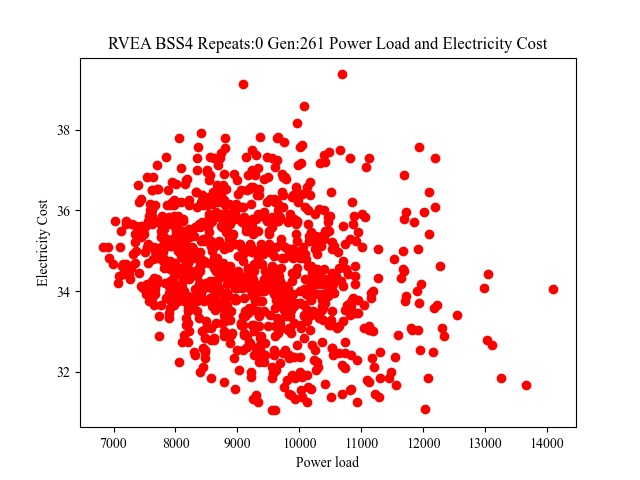 RVEA BSS4 Repeats:0 Gen:261 Power Load and Electricity Cost
38
36
34
32
Electricity Cost
7000 8000 9000 10000 11000 12000 13000 14000
Power load